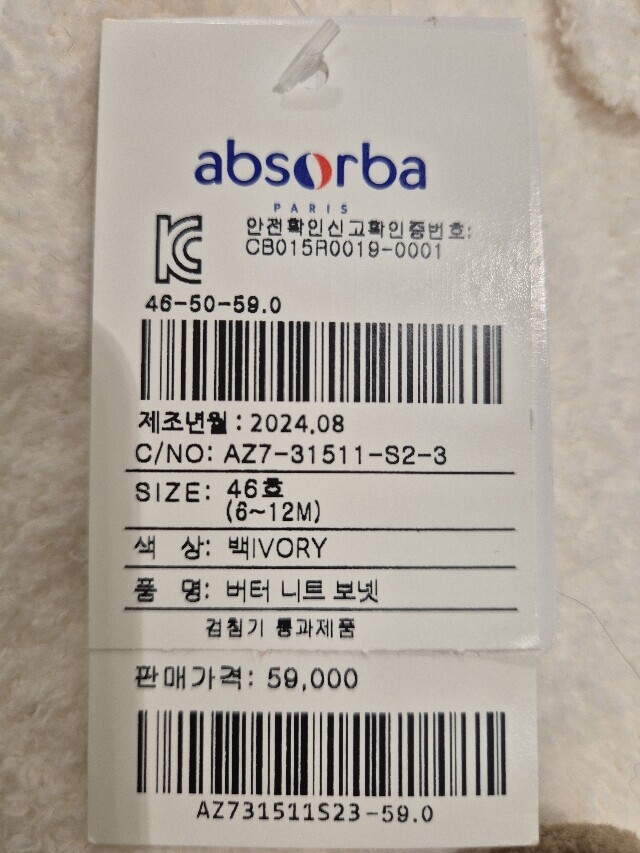 absorba
PARIS
안전확인신고확인증번호:
CB015R0019-0001
46-50-59.0
제조년월 : 2024.08
C/NO: AZ7-31511-S2-3
SIZE: 46호
(6~12M)
색 상: 백IVORY
품 명: 버터 니트 보넷
검침기 통과제품
판매가격: 59,000
AZ731511S23-59.0